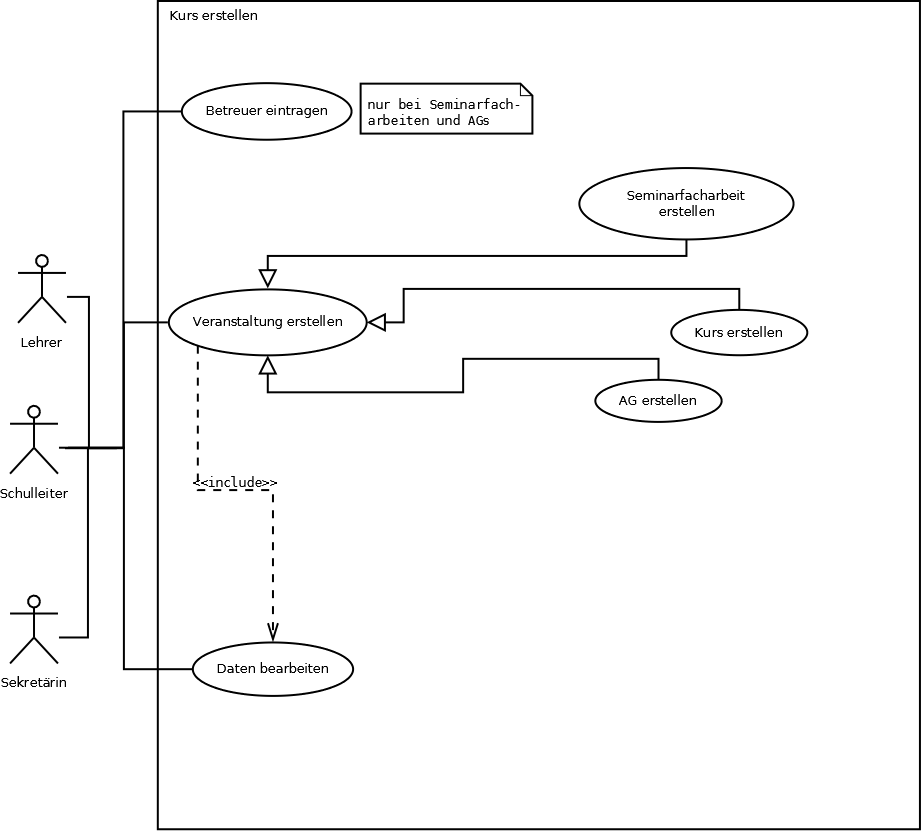 Kurs erstellen
Betreuer eintragen
nur bei Seminarfach-
arbeiten und AGs
Seminarfacharbeit
erstellen
Veranstaltung erstellen
Kurs erstellen
Lehrer
AG erstellen
<<include>>
Schulleiter
Daten bearbeiten
Sekretärin